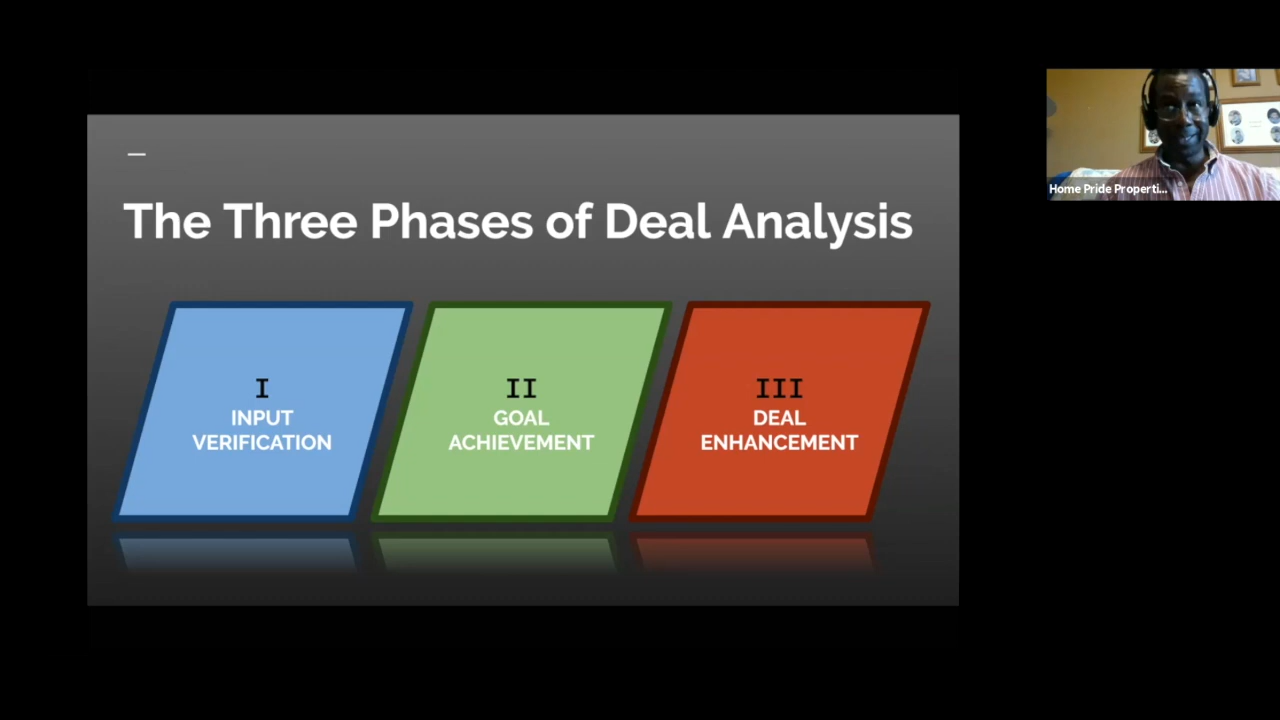 The Three Phases of Deal Analysis
I
INPUT
VERIFICATION
II
GOAL
ACHIEVEMENT
III
DEAL
ENHANCEMENT
Home Pride Properti...